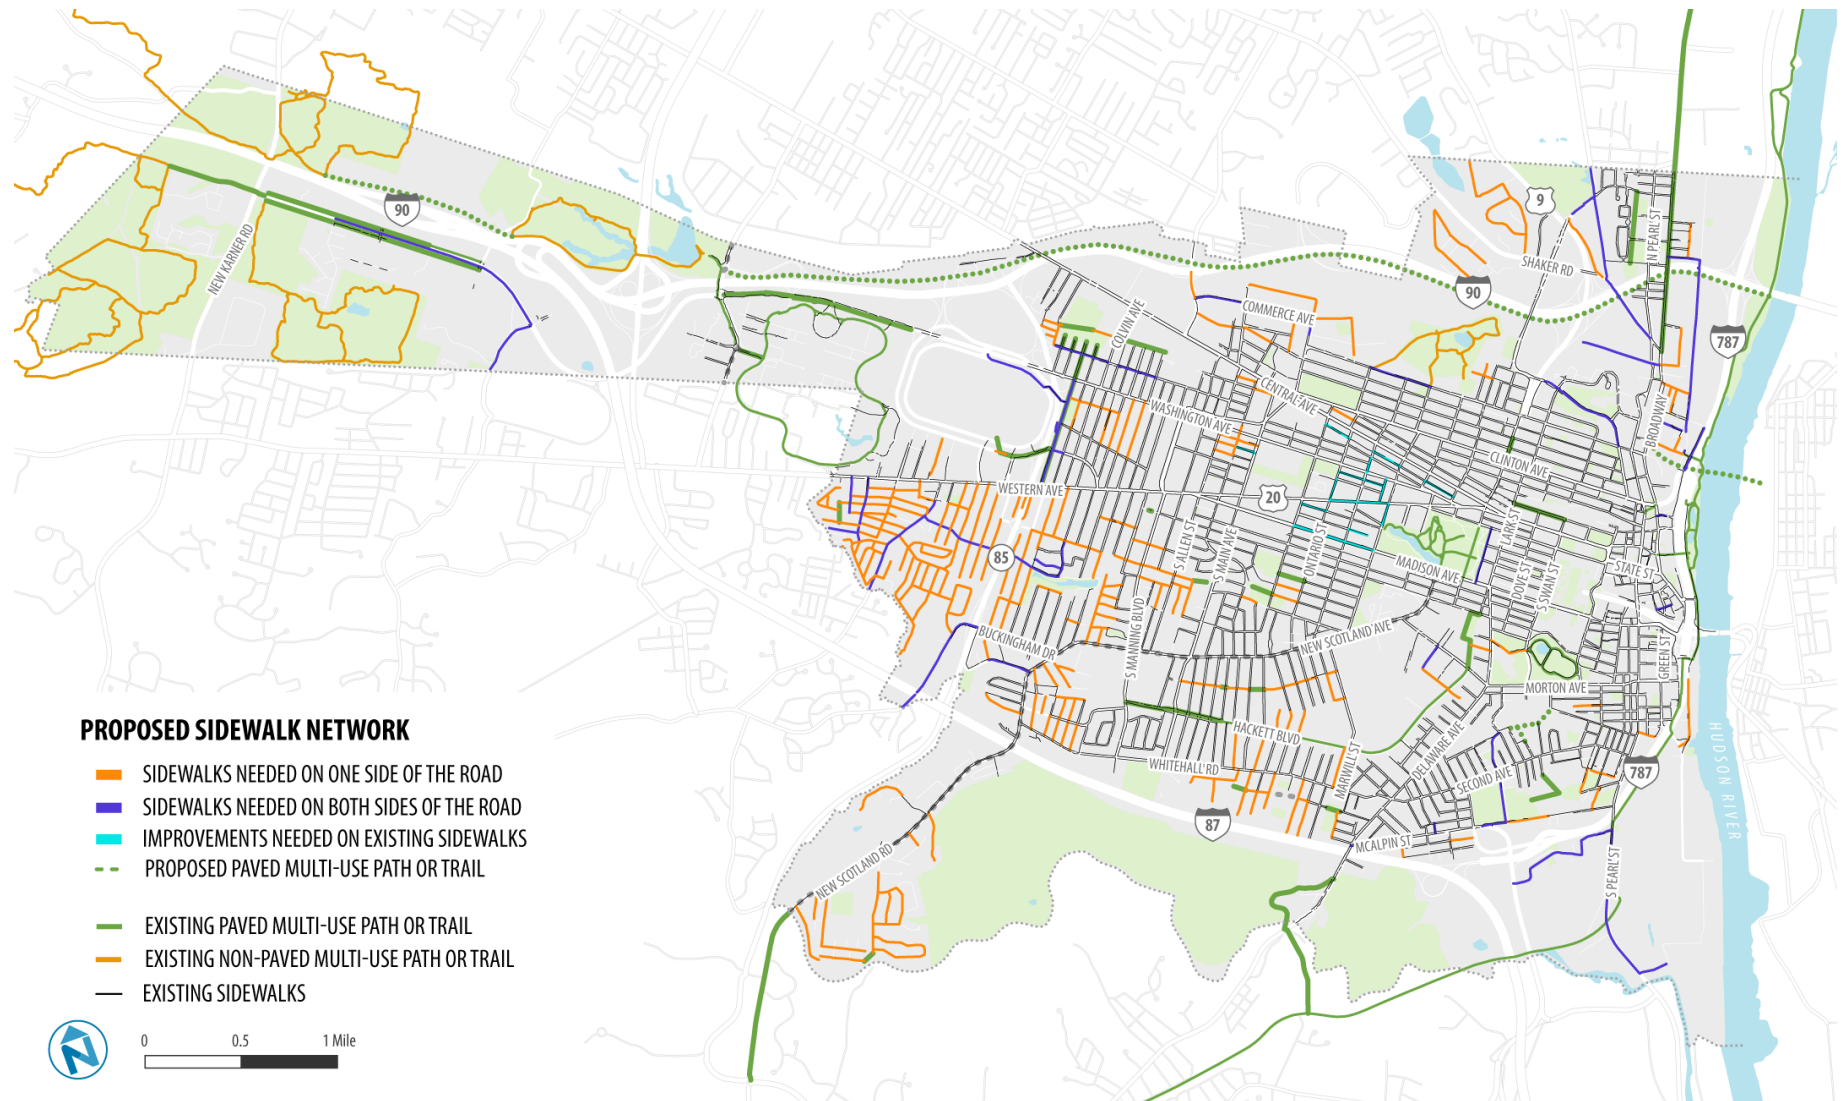 9
90
NEW KARNER RD
N PEARL ST
SHAKER RD
90
COMMERCE AVE
COLVIN AVE
787
CENTRAL AVE
WASHINGTON AVE
BROADWAY
CLINTON AVE
WESTERN AVE
20
LARK ST
85
S ALLEN ST
S MAIN AVE
ONTARIO ST
MADISON AVE
DOVE ST
S SWAN ST
STATE ST
BUCKINGHAM DR
S MANNING BLVD
NEW SCOTLAND AVE
GREEN ST
MORTON AVE
HACKETT BLVD
DELAWARE AVE
HUDSON RIVER
WHITEHALL RD
MARWILL ST
SECOND AVE
787
87
MCALPIN ST
NEW SCOTLAND RD
S PEARL ST
PROPOSED SIDEWALK NETWORK
SIDEWALKS NEEDED ON ONE SIDE OF THE ROAD
SIDEWALKS NEEDED ON BOTH SIDES OF THE ROAD
IMPROVEMENTS NEEDED ON EXISTING SIDEWALKS
PROPOSED PAVED MULTI-USE PATH OR TRAIL
EXISTING PAVED MULTI-USE PATH OR TRAIL
EXISTING NON-PAVED MULTI-USE PATH OR TRAIL
EXISTING SIDEWALKS
N
0 0.5 1 Mile